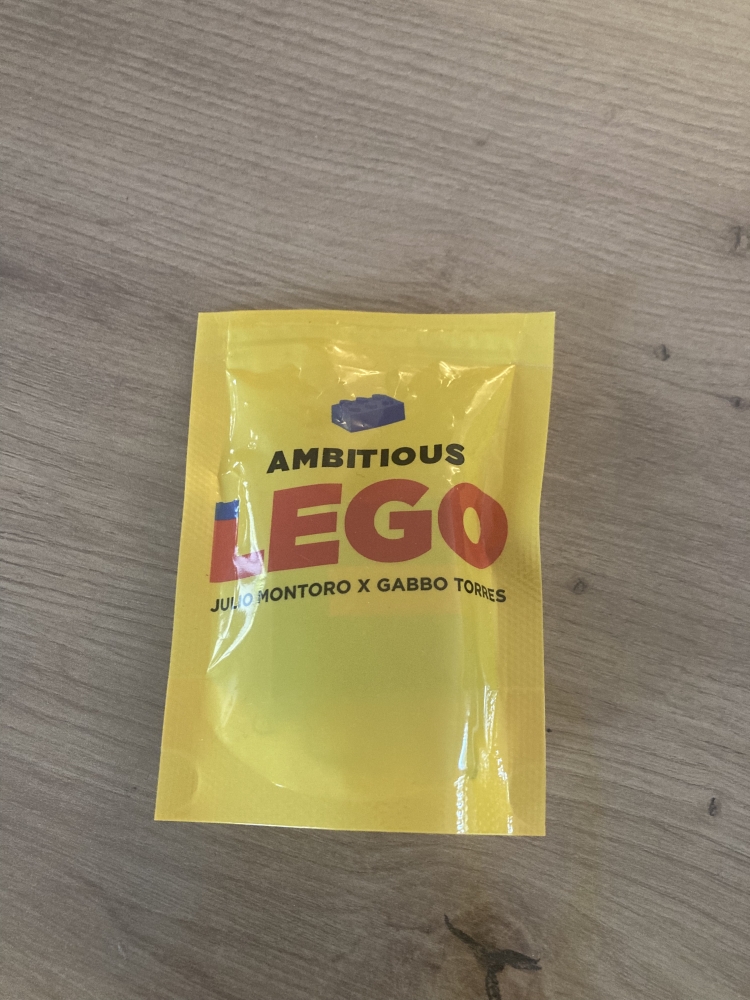 AMBITIOUS
LEGO
JULIO MONTORO X GABBO TORRES